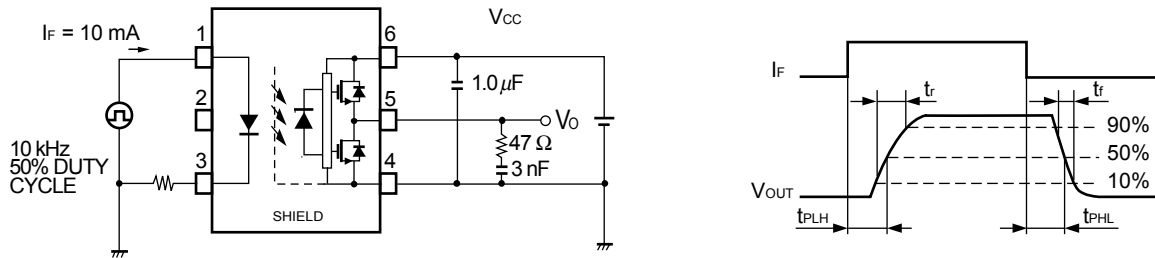 IF = 10 mA
1
2
3
10 kHz
50% DUTY
CYCLE
SHIELD
6
5
4
VCC
1.0 μF
VO
47 Ω
3 nF
IF
tr
tf
90%
50%
10%
VOUT
tPLH
tPHL